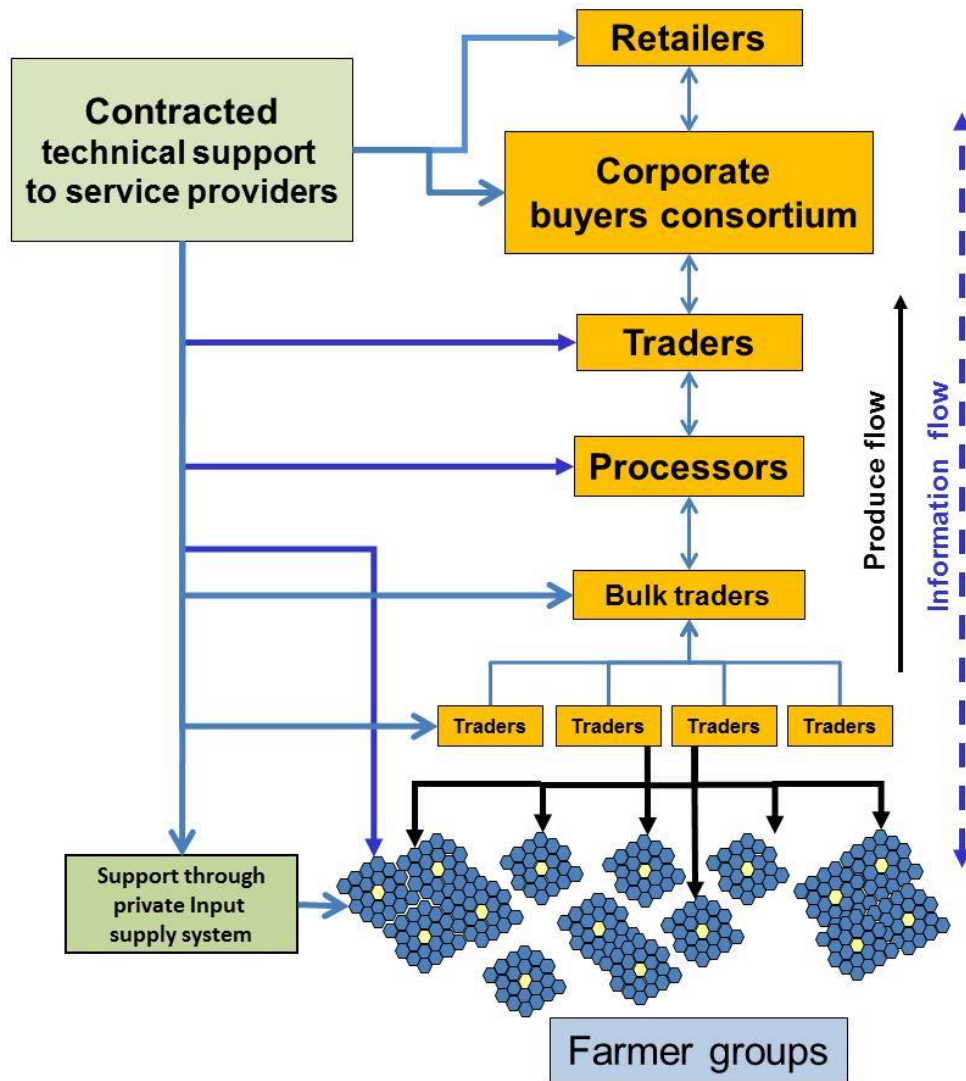 Retailers
Contracted
technical support
to service providers
Corporate
buyers consortium
Traders
Processors
Bulk traders
Traders
Traders
Traders
Traders
Produce flow
Information flow
Support through
private Input
supply system
Farmer groups